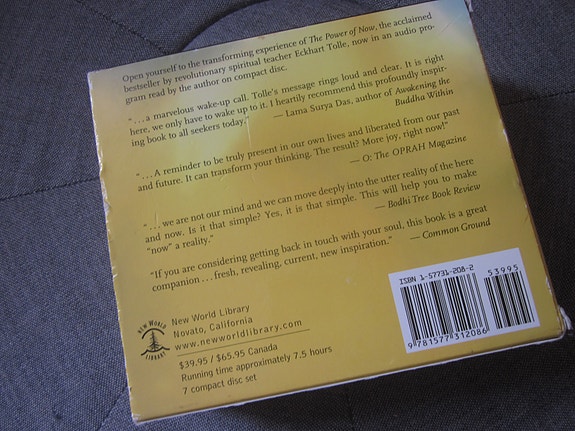 Open yourself to the transforming experience of The Power of Now, the acclaimed
bestseller by revolutionary spiritual teacher Eckhart Tolle, now in an audio pro-
gram read by the author on compact disc.
“. . . a marvelous wake-up call. Tolle's message rings loud and clear. It is right
here, we only have to wake up to it. I heartily recommend this profoundly inspir-
ing book to all seekers today.”
— Lama Surya Das, author of Awakening the
Buddha Within
“. . . A reminder to be truly present in our own lives and liberated from our past
and future. It can transform your thinking. The result? More joy, right now!”
— O: The OPRAH Magazine
“. . . we are not our mind and we can move deeply into the utter reality of the here
and now. Is it that simple? Yes, it is that simple. This will help you to make
“now” a reality.”
— Bodhi Tree Book Review
“If you are considering getting back in touch with your soul, this book is a great
companion . . . fresh, revealing, current, new inspiration.”
— Common Ground
NEW WORLD
LIBRARY
New World Library
Novato, California
www.newworldlibrary.com
$39.95 / $65.95 Canada
Running time approximately 7.5 hours
7 compact disc set
ISBN 1-57731-208-2
53995
9 781577 312086